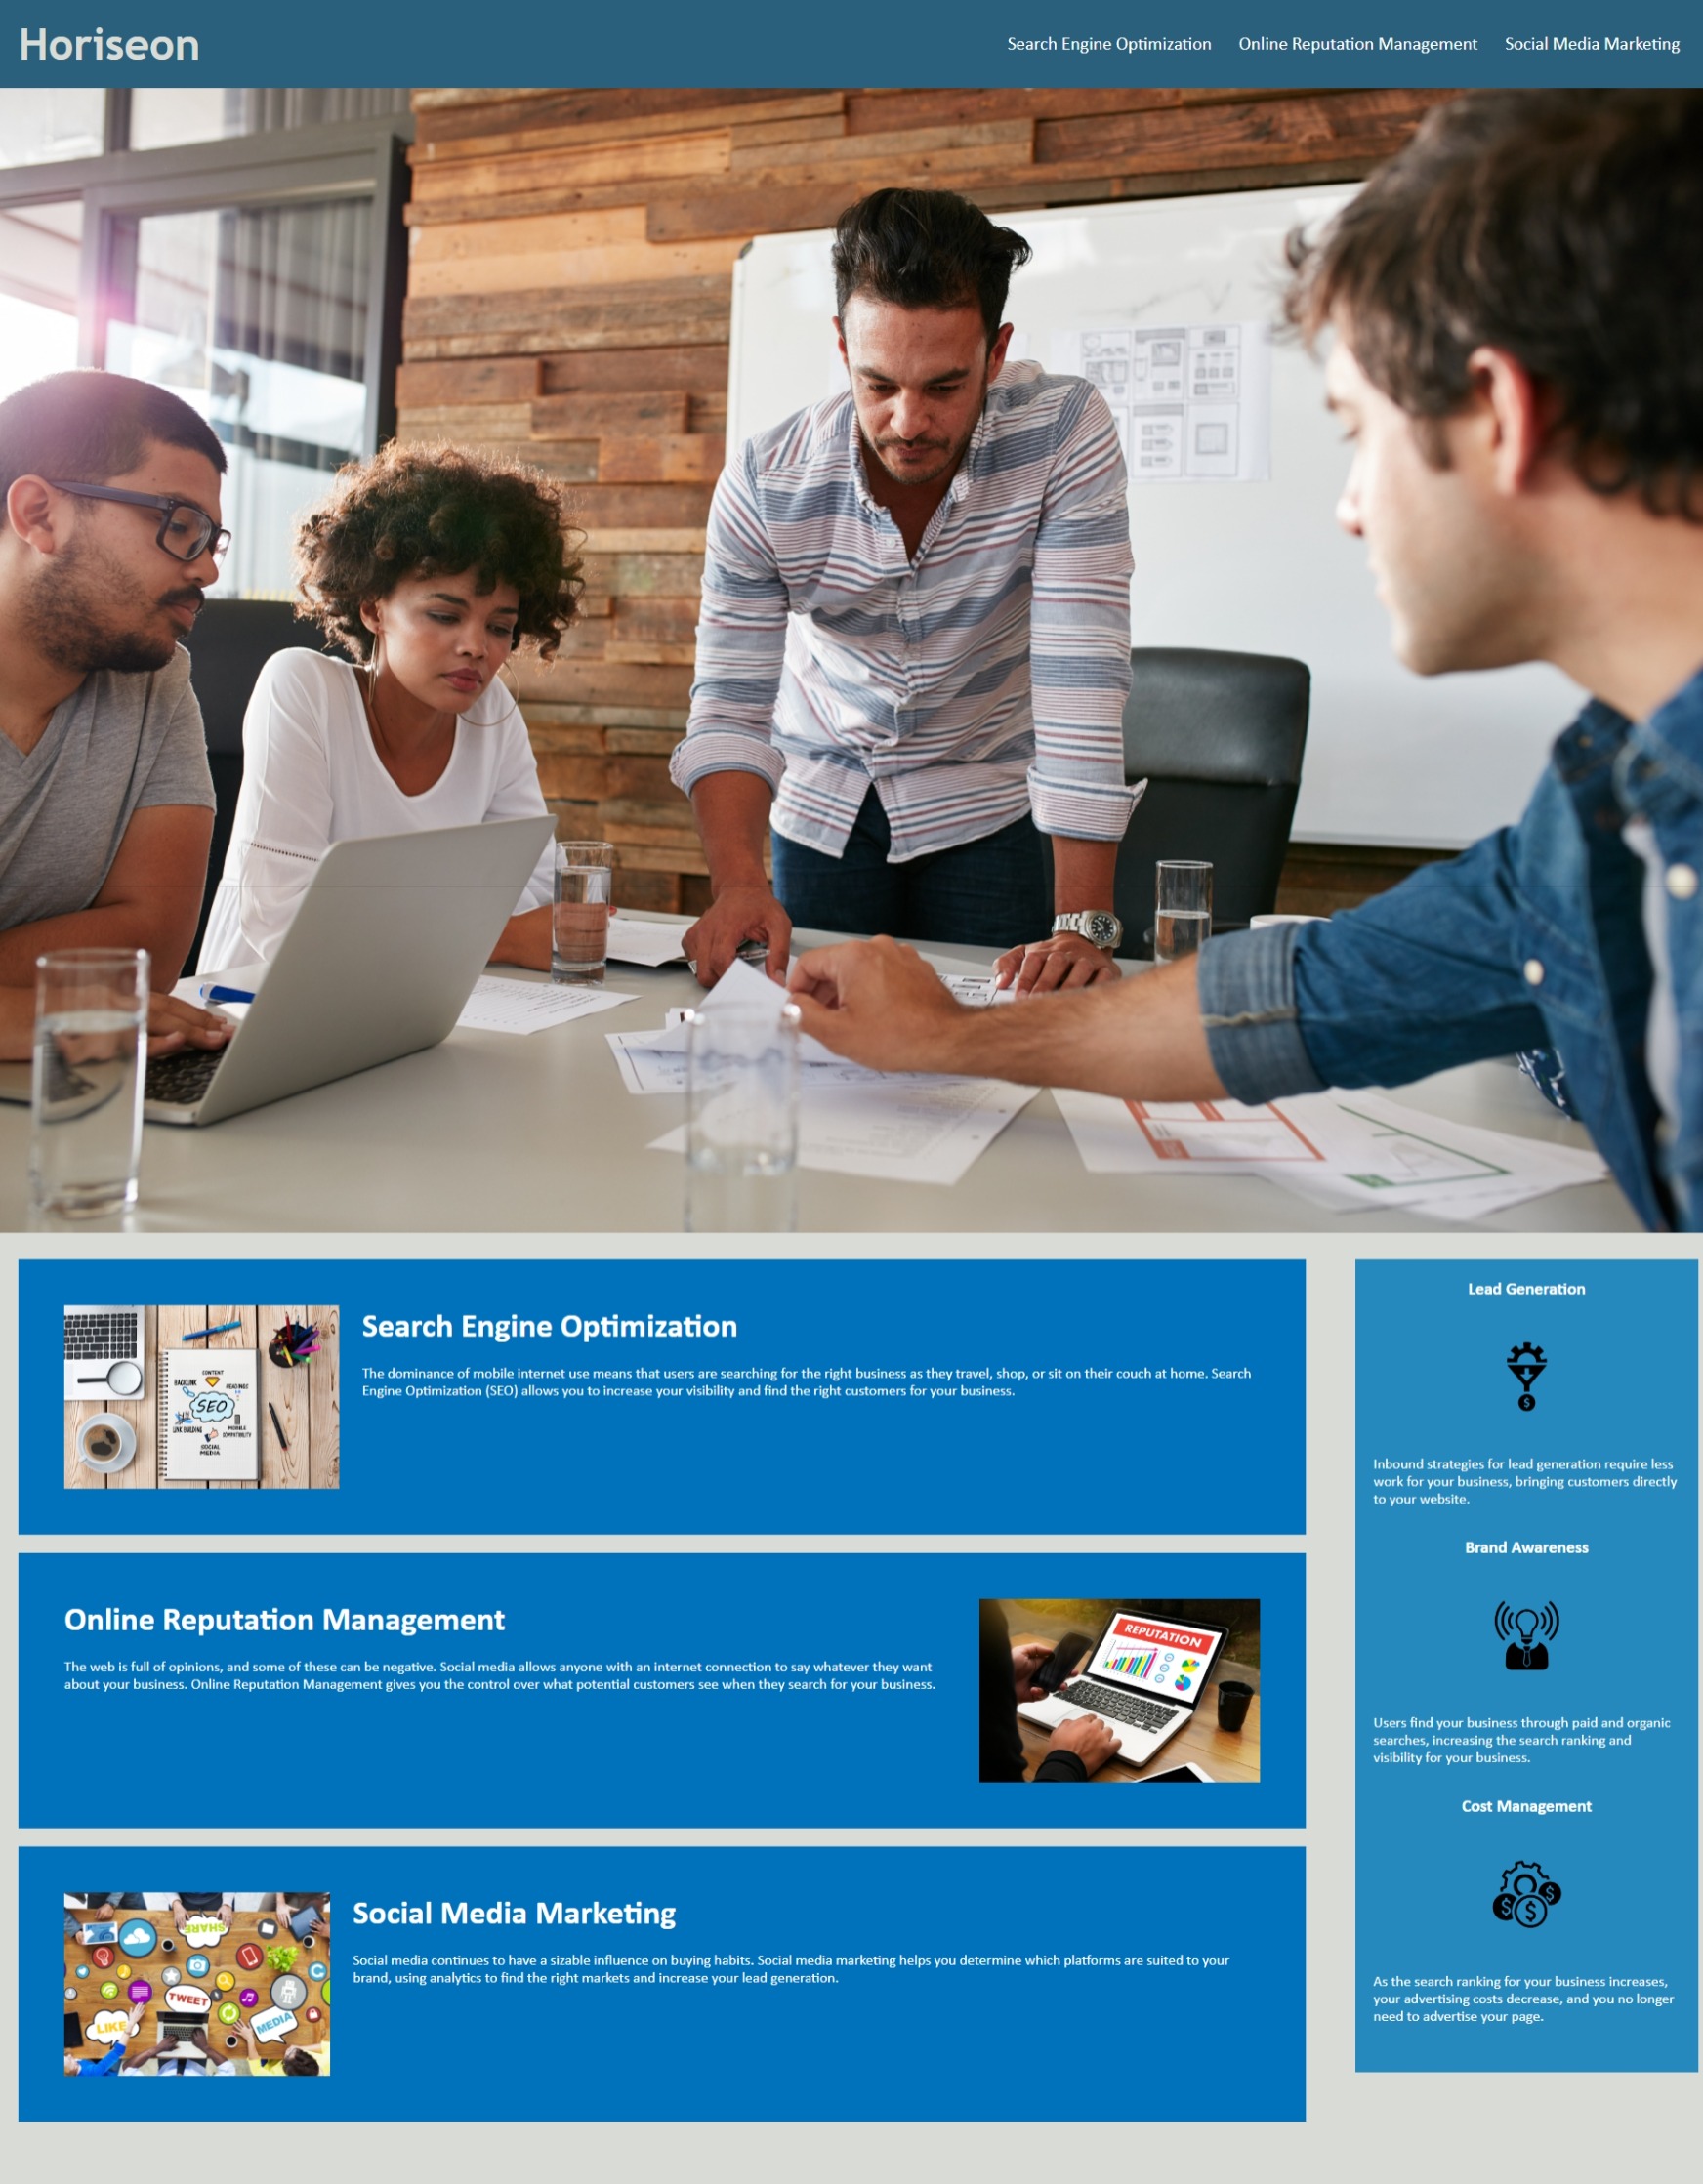 Horiseon
Search Engine Optimization
Online Reputation Management
Social Media Marketing
Search Engine Optimization
The dominance of mobile internet use means that users are searching for the right business as they travel, shop, or sit on their couch at home. Search
Engine Optimization (SEO) allows you to increase your visibility and find the right customers for your business.
CONTENT
BACKLINK
HEADINGS
SEO
LINK BUILDING
MOBILE
COMPATIBILITY
SOCIAL
MEDIA
Online Reputation Management
The web is full of opinions, and some of these can be negative. Social media allows anyone with an internet connection to say whatever they want
about your business. Online Reputation Management gives you the control over what potential customers see when they search for your business.
REPUTATION
Social Media Marketing
Social media continues to have a sizable influence on buying habits. Social media marketing helps you determine which platforms are suited to your
brand, using analytics to find the right markets and increase your lead generation.
SHARE
TWEET
LIKE
MEDIA
Lead Generation
$
Inbound strategies for lead generation require less
work for your business, bringing customers directly
to your website.
Brand Awareness
Users find your business through paid and organic
searches, increasing the search ranking and
visibility for your business.
Cost Management
$ $ $
As the search ranking for your business increases,
your advertising costs decrease, and you no longer
need to advertise your page.